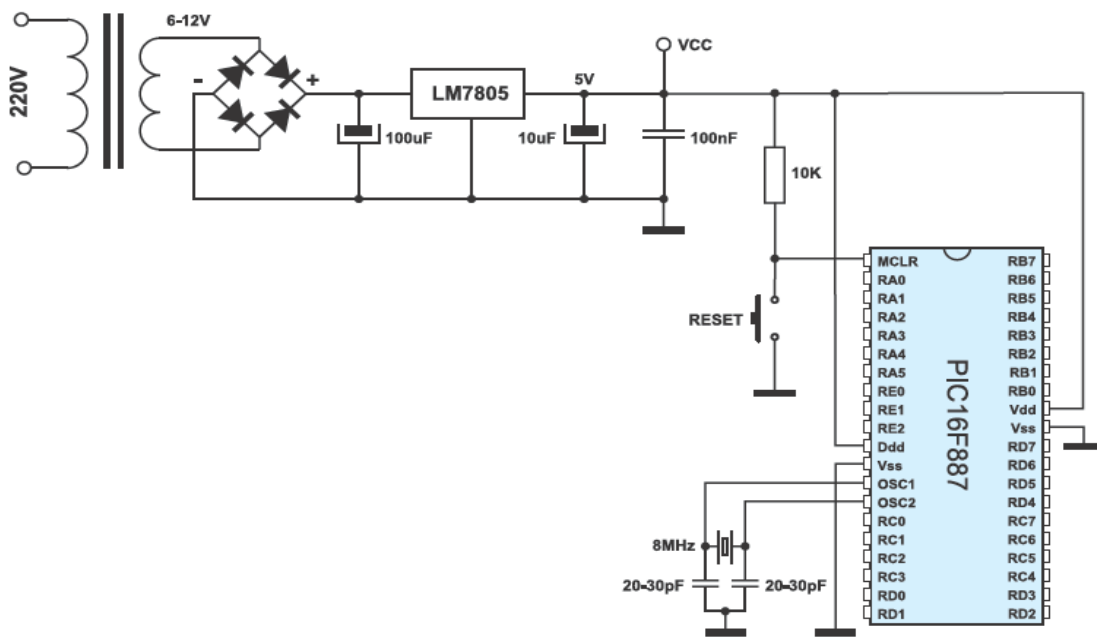 220V
6-12V
-
+
LM7805
100uF
5V
10uF
VCC
100nF
10K
RESET
8MHz
20-30pF
20-30pF
PIC16F887
MCLR
RA0
RA1
RA2
RA3
RA4
RA5
RE0
RE1
RE2
Ddd
Vss
OSC1
OSC2
RC0
RC1
RC2
RC3
RD0
RD1
RB7
RB6
RB5
RB4
RB3
RB2
RB1
RB0
Vdd
Vss
RD7
RD6
RD5
RD4
RC7
RC6
RC5
RC4
RD3
RD2